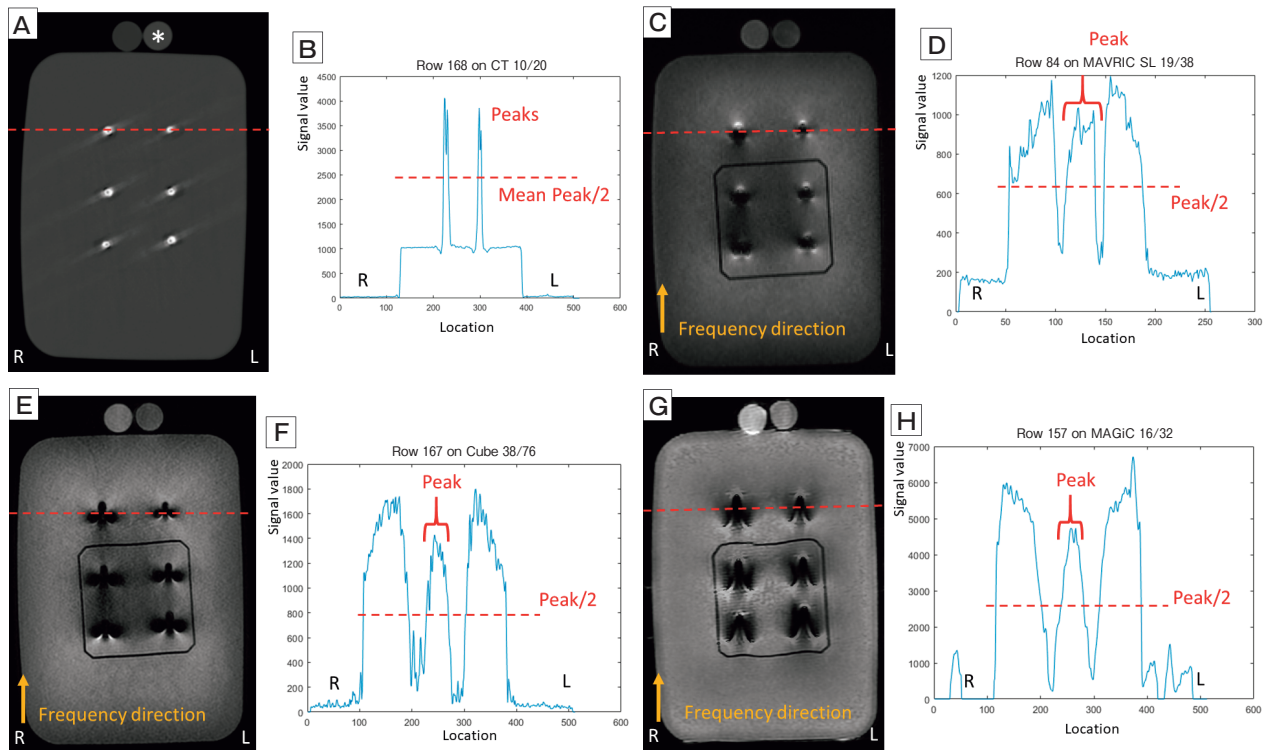 A
*
R
L
B
Row 168 on CT 10/20
Signal value
4500
4000
3500
3000
2500
2000
1500
1000
500
0
Peaks
Mean Peak/2
R
L
0
100
200
300
400
500
600
Location
C
Frequency direction
R
L
D
Peak
Row 84 on MAVRIC SL 19/38
Signal value
1200
1000
800
600
400
200
0
Peak/2
R
L
0
50
100
150
200
250
300
Location
E
Frequency direction
R
L
F
Row 167 on Cube 38/76
Signal value
2000
1800
1600
1400
1200
1000
800
600
400
200
0
Peak
Peak/2
R
L
0
100
200
300
400
500
600
Location
G
Frequency direction
R
L
H
Row 157 on MAGiC 16/32
Signal value
7000
6000
5000
4000
3000
2000
1000
0
Peak
Peak/2
R
L
0
100
200
300
400
500
600
Location